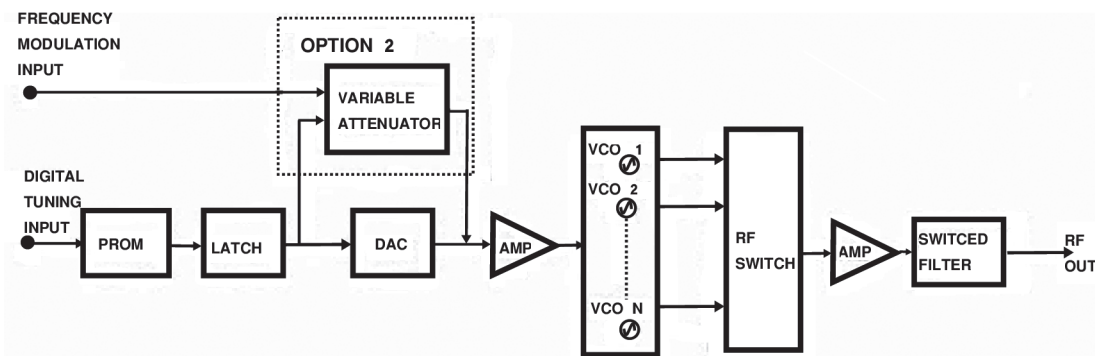 FREQUENCY
MODULATION
INPUT
OPTION 2
VARIABLE
ATTENUATOR
DIGITAL
TUNING
INPUT
PROM
LATCH
DAC
AMP
VCO 1
VCO 2
VCO N
RF
SWITCH
AMP
SWITCED
FILTER
RF
OUT